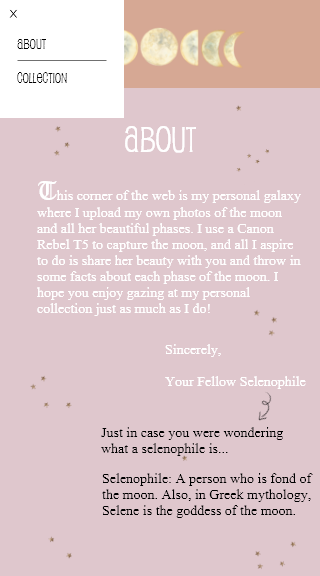 X
about
collection
about
This corner of the web is my personal galaxy
where I upload my own photos of the moon
and all her beautiful phases. I use a Canon
Rebel T5 to capture the moon, and all I aspire
to do is share her beauty with you and throw in
some facts about each phase of the moon. I
hope you enjoy gazing at my personal
collection just as much as I do!
Sincerely,
Your Fellow Selenophile
Just in case you were wondering
what a selenophile is...
Selenophile: A person who is fond of
the moon. Also, in Greek mythology,
Selene is the goddess of the moon.